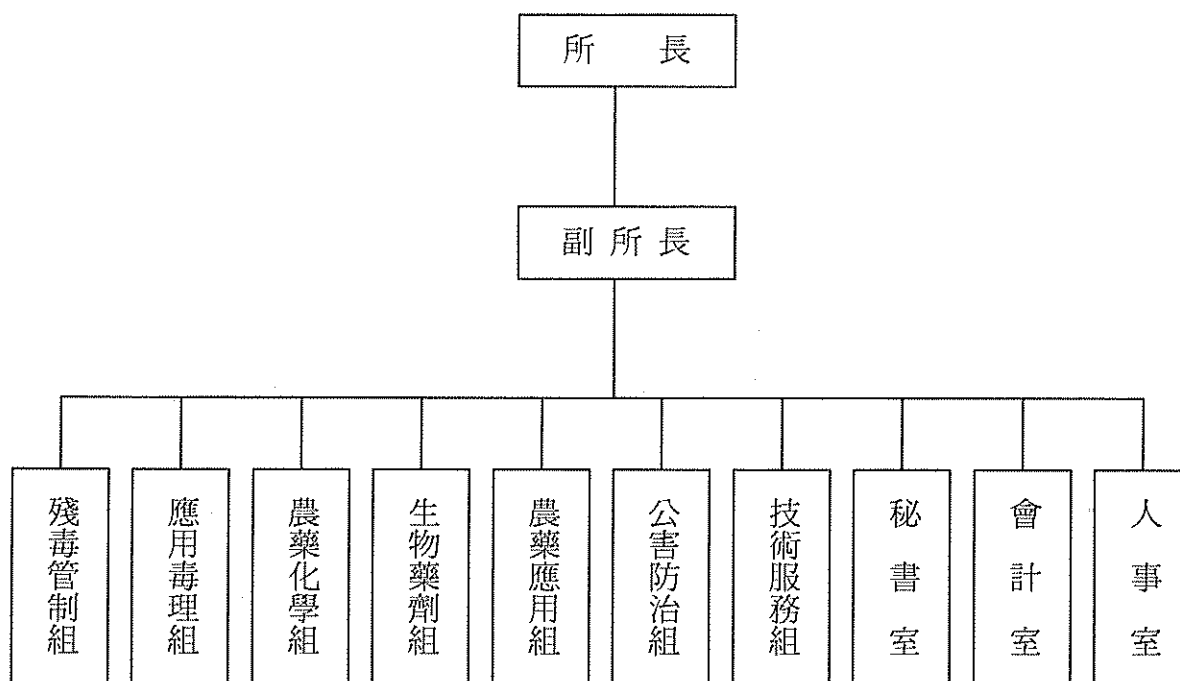 所長
副所長
殘毒管制組
應用毒理組
農藥化學組
生物藥劑組
農藥應用組
公害防治組
技術服務組
秘書室
會計室
人事室